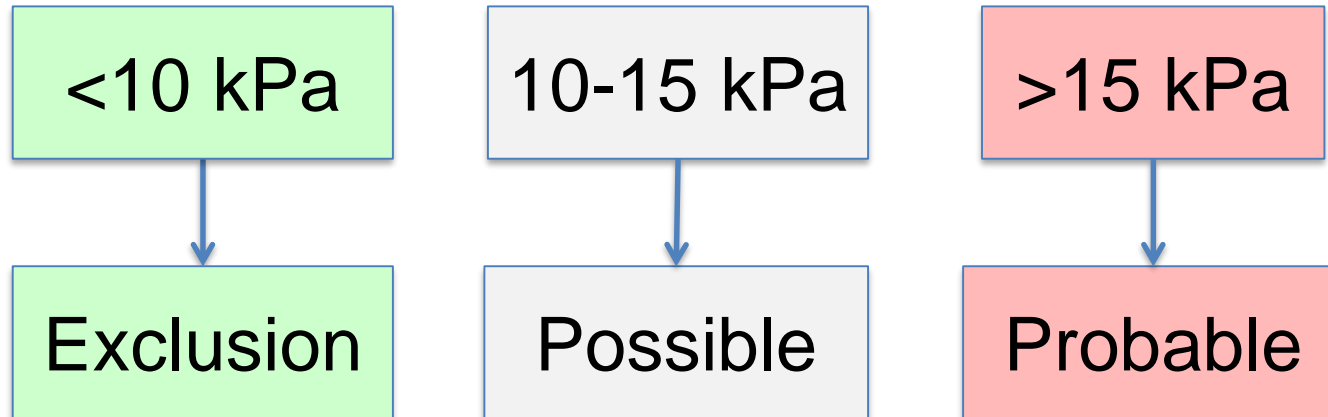 <10 kPa
10-15 kPa
>15 kPa
Exclusion
Possible
Probable